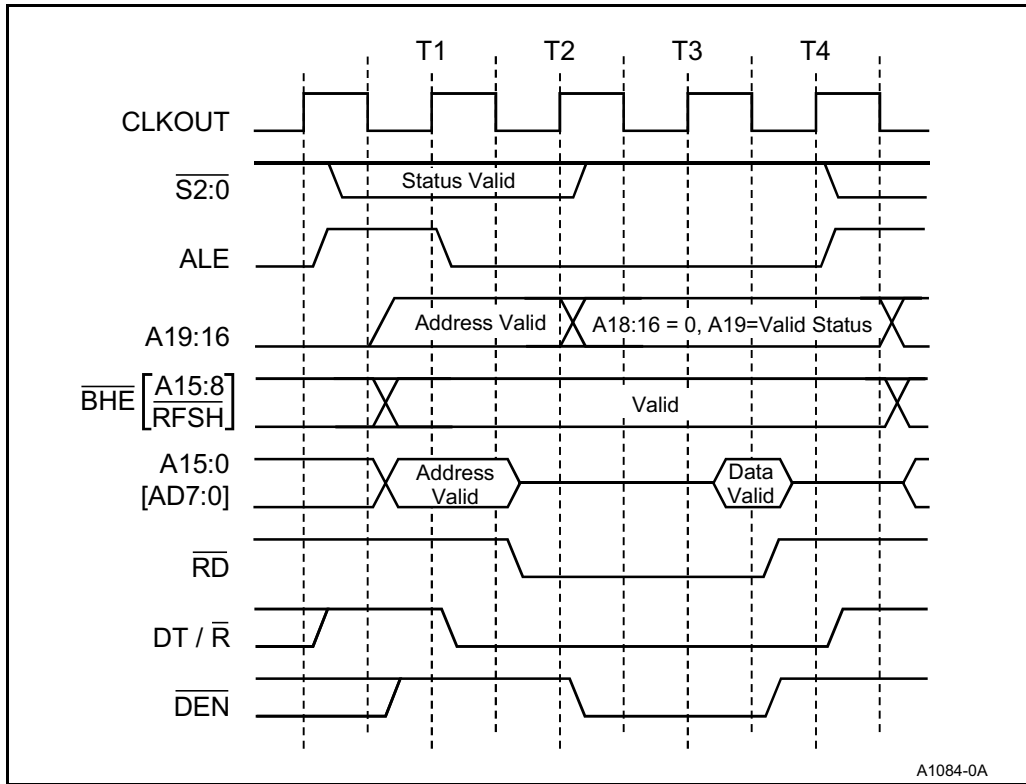 T1 T2 T3 T4
CLKOUT
S2:0 Status Valid
ALE
A19:16 Address Valid A18:16 = 0, A19=Valid Status
BHE [A15:8
RFSH] Valid
A15:0
[AD7:0] Address
Valid Data
Valid
RD
DT / R
DEN
A1084-0A